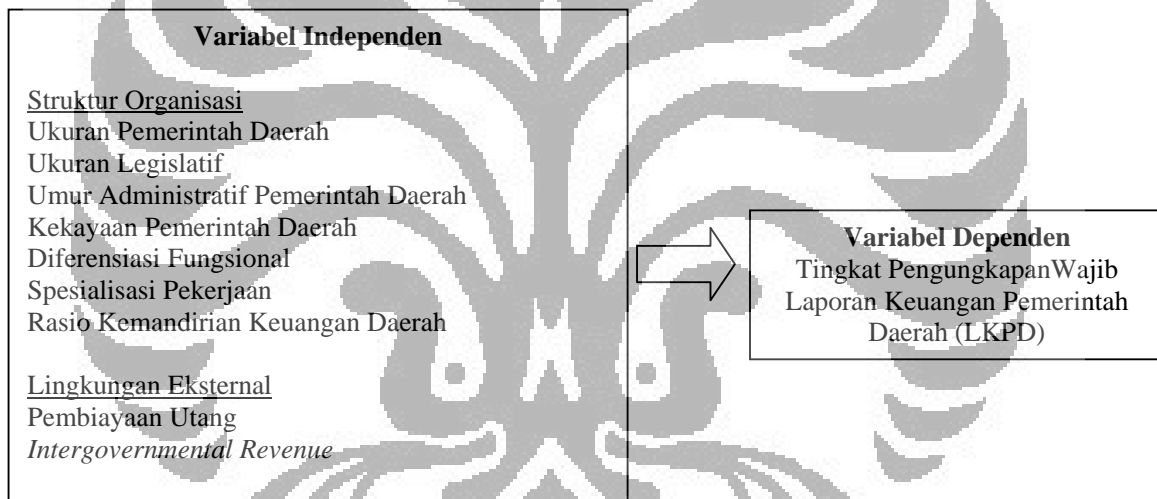 Variabel Independen
Struktur Organisasi
Ukuran Pemerintah Daerah
Ukuran Legislatif
Umur Administratif Pemerintah Daerah
Kekayaan Pemerintah Daerah
Diferensiasi Fungsional
Spesialisasi Pekerjaan
Rasio Kemandirian Keuangan Daerah
Lingkungan Eksternal
Pembiayaan Utang
Intergovernmental Revenue
Variabel Dependen
Tingkat PengungkapanWajib
Laporan Keuangan Pemerintah
Daerah (LKPD)